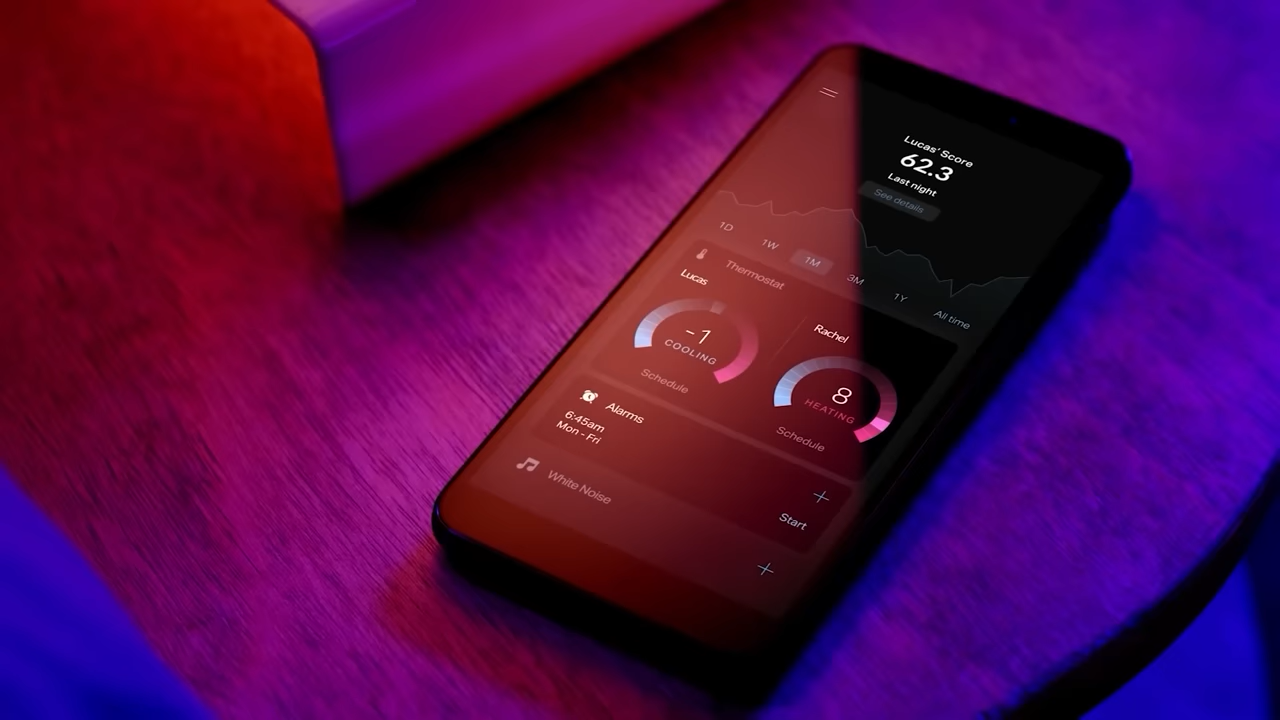 Lucas' Score
62.3
Last night
See details
1D 1W 1M 3M 1Y All time
Thermostat
Lucas
-1
COOLING
Schedule
Rachel
8
HEATING
Schedule
Alarms
6:45am
Mon - Fri
+
Start
White Noise
+